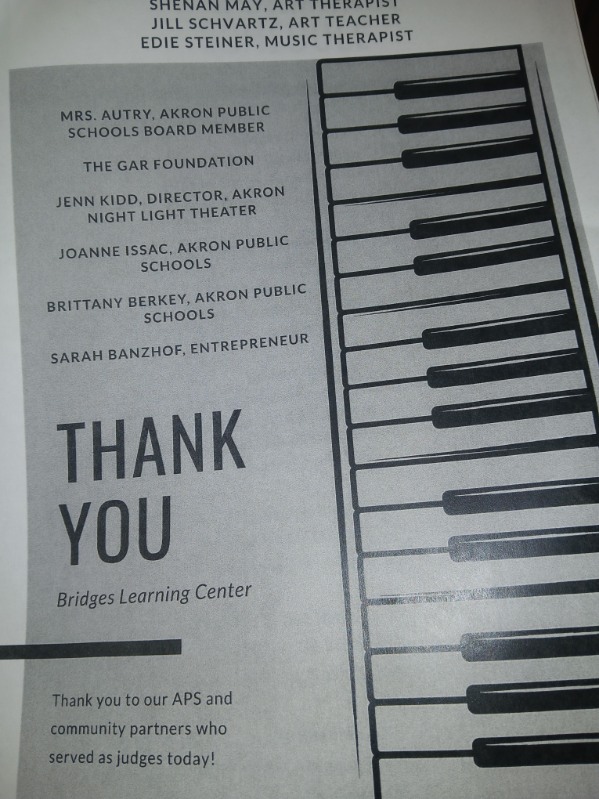 SHENAN MAY, ART THERAPIST
JILL SCHVARTZ, ART TEACHER
EDIE STEINER, MUSIC THERAPIST
MRS. AUTRY, AKRON PUBLIC
SCHOOLS BOARD MEMBER
THE GAR FOUNDATION
JENN KIDD, DIRECTOR, AKRON
NIGHT LIGHT THEATER
JOANNE ISSAC, AKRON PUBLIC
SCHOOLS
BRITTANY BERKEY, AKRON PUBLIC
SCHOOLS
SARAH BANZHOF, ENTREPRENEUR
THANK
YOU
Bridges Learning Center
Thank you to our APS and
community partners who
served as judges today!